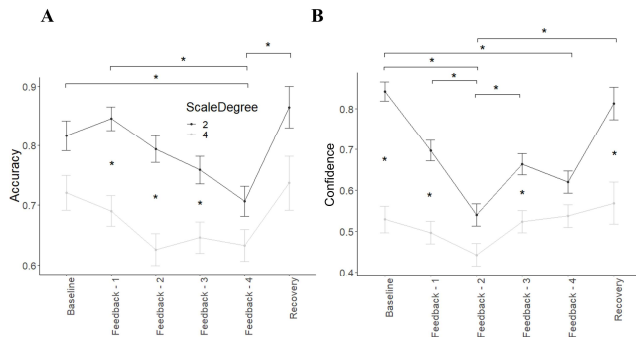 A
B
*
*
*
*
*
*
*
*
0.9
0.8
0.7
0.6
Accuracy
ScaleDegree
2
4
*
*
*
Baseline
Feedback - 1
Feedback - 2
Feedback - 3
Feedback - 4
Recovery
0.8
0.7
0.6
0.5
0.4
Confidence
*
*
*
*
Baseline
Feedback - 1
Feedback - 2
Feedback - 3
Feedback - 4
Recovery